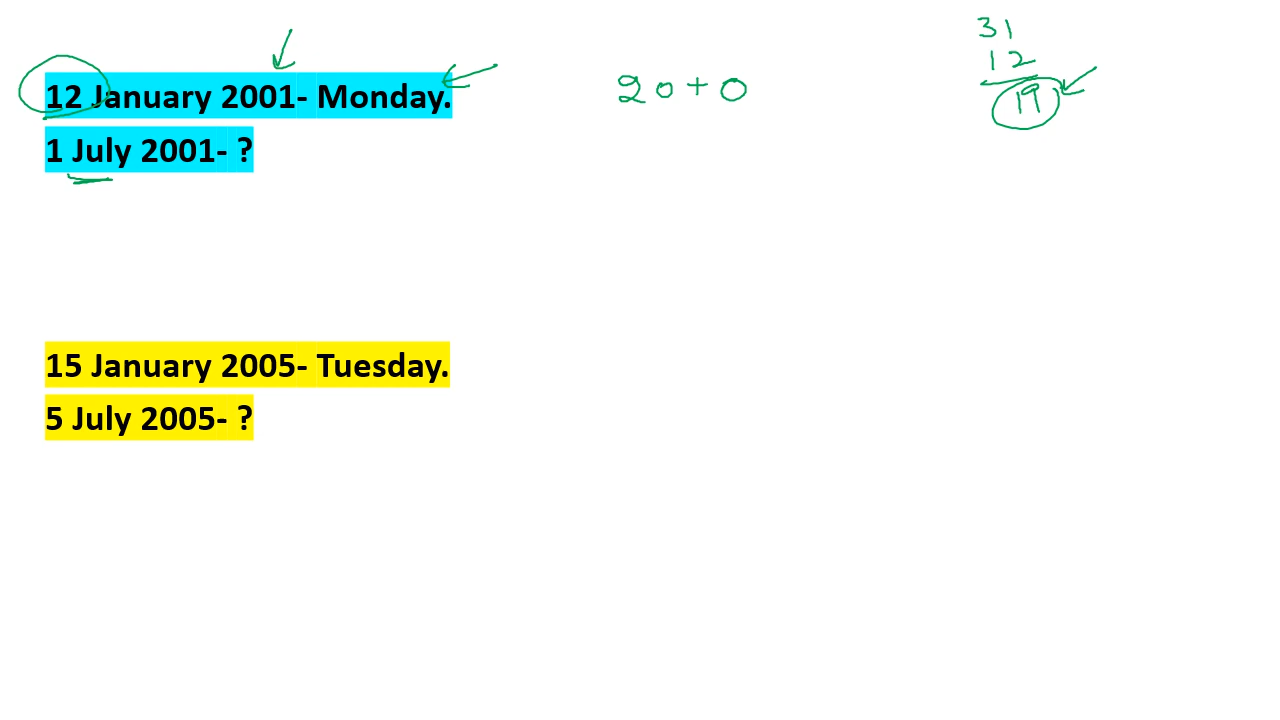 12 January 2001- Monday.
1 July 2001- ?
20+0
31
12
19
15 January 2005- Tuesday.
5 July 2005- ?